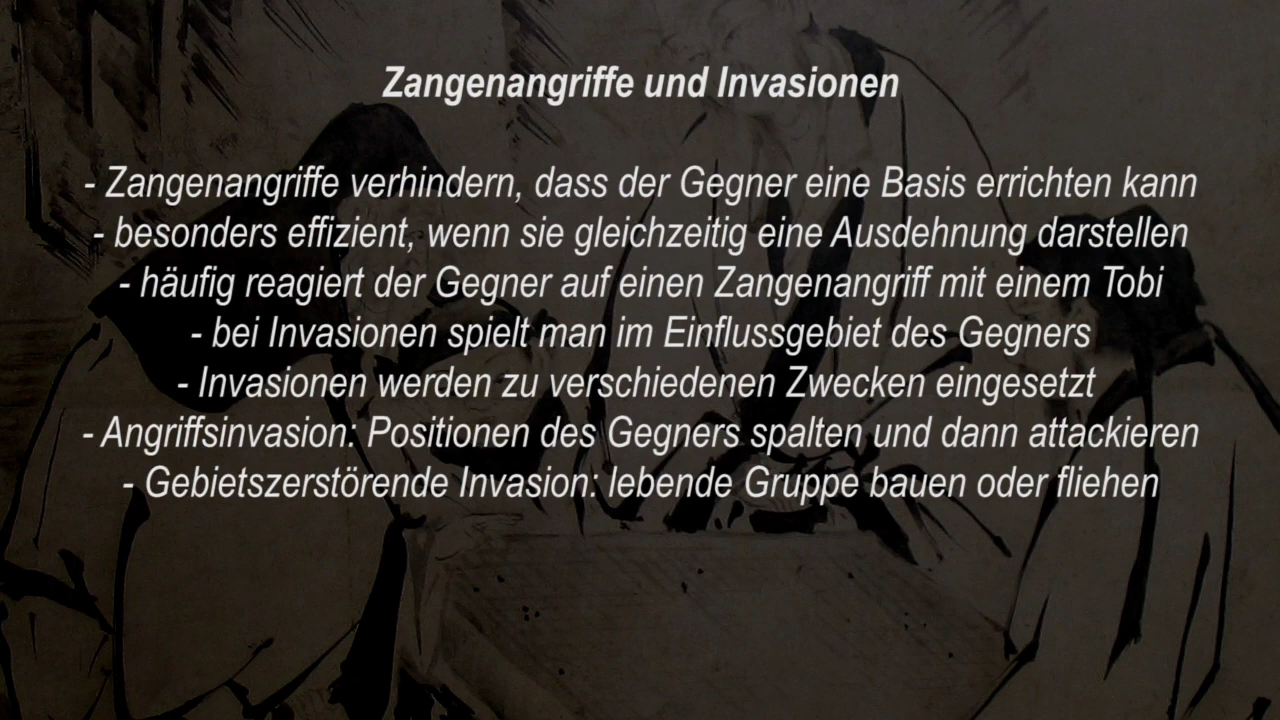 Zangenangriffe und Invasionen
- Zangenangriffe verhindern, dass der Gegner eine Basis errichten kann
- besonders effizient, wenn sie gleichzeitig eine Ausdehnung darstellen
- häufig reagiert der Gegner auf einen Zangenangriff mit einem Tobi
- bei Invasionen spielt man im Einflussgebiet des Gegners
- Invasionen werden zu verschiedenen Zwecken eingesetzt
- Angriffsinvasion: Positionen des Gegners spalten und dann attackieren
- Gebietszerstörende Invasion: lebende Gruppe bauen oder fliehen